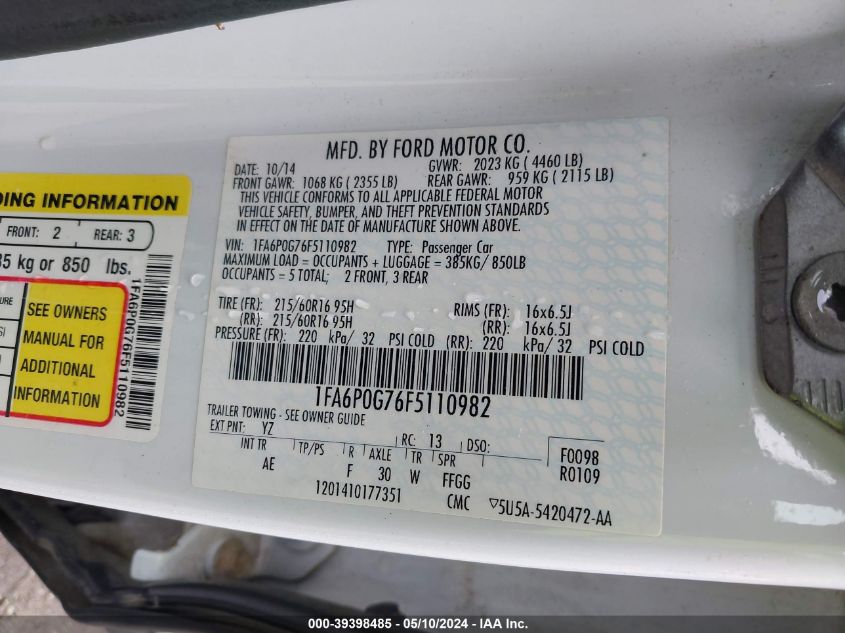 MFD. BY FORD MOTOR CO.
DATE: 10/14 GVWR: 2023 KG ( 4460 LB)
FRONT GAWR: 1068 KG ( 2355 LB) REAR GAWR: 959 KG ( 2115 LB)
THIS VEHICLE CONFORMS TO ALL APPLICABLE FEDERAL MOTOR
VEHICLE SAFETY, BUMPER, AND THEFT PREVENTION STANDARDS
IN EFFECT ON THE DATE OF MANUFACTURE SHOWN ABOVE.
VIN: 1FA6P0G76F5110982 TYPE: Passenger Car
MAXIMUM LOAD = OCCUPANTS + LUGGAGE = 385KG/ 850LB
OCCUPANTS = 5 TOTAL; 2 FRONT, 3 REAR
TIRE (FR): 215/60R16 95H RIMS (FR): 16x6.5J
(RR): 215/60R16 95H (RR): 16x6.5J
PRESSURE (FR): 220 kPa/ 32 PSI COLD (RR): 220 kPa/ 32 PSI COLD
1FA6P0G76F5110982
TRAILER TOWING - SEE OWNER GUIDE
EXT PNT: YZ RC: 13 DSO: F0098
INT TR TP/PS R AXLE TR SPR R0109
AE F 30 W FFGG
1201410177351 CMC ▽5U5A-5420472-AA
DING INFORMATION
FRONT: 2 REAR: 3
85 kg or 850 lbs.
SEE OWNERS
MANUAL FOR
ADDITIONAL
INFORMATION
1FA6P0G76F5110982
000-39398485 - 05/10/2024 - IAAI.com.